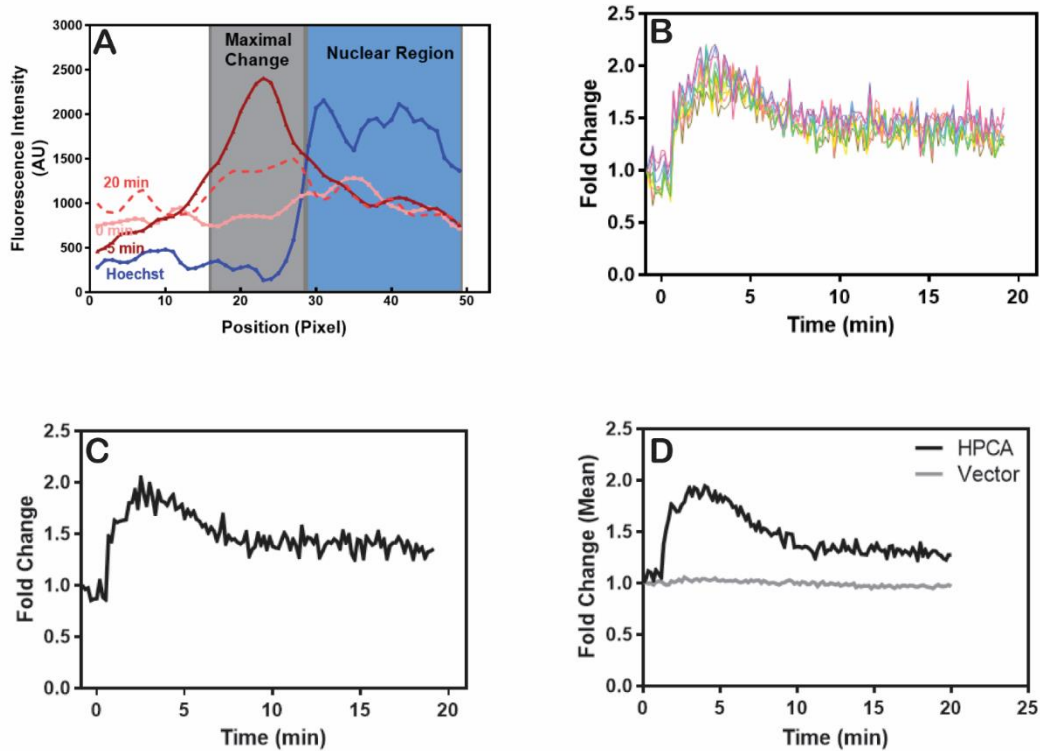 A
Maximal
Change
Nuclear Region
20 min
0 min
5 min
Hoechst
3000
2500
2000
1500
1000
500
0
0
10
20
30
40
50
Fluorescence Intensity
(AU)
Position (Pixel)
B
2.5
2.0
1.5
1.0
0.5
0.0
0
5
10
15
20
Fold Change
Time (min)
C
2.5
2.0
1.5
1.0
0.5
0.0
0
5
10
15
20
Fold Change
Time (min)
D
HPCA
Vector
2.5
2.0
1.5
1.0
0.5
0.0
0
5
10
15
20
25
Fold Change (Mean)
Time (min)